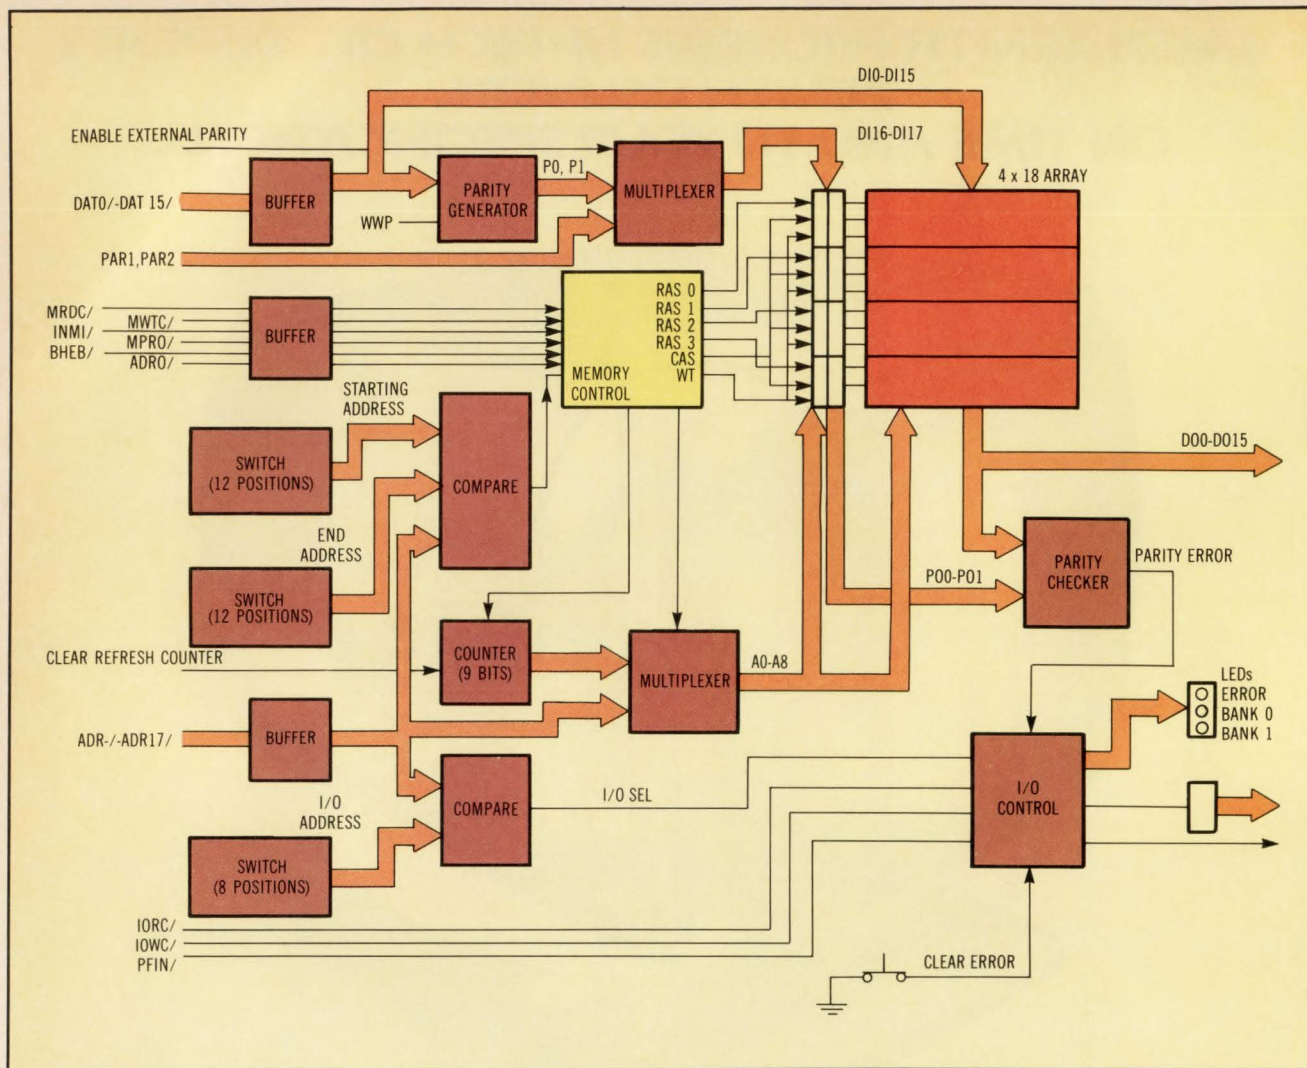 DI0-DI15
ENABLE EXTERNAL PARITY
DI16-DI17
P0, P1
4 x 18 ARRAY
DAT0/-DAT 15/
BUFFER
PARITY
GENERATOR
MULTIPLEXER
WWP
PAR1,PAR2
MRDC/
MWTC/
INMI/
MPRO/
BHEB/
ADRO/
BUFFER
RAS 0
RAS 1
RAS 2
RAS 3
CAS
WT
MEMORY
CONTROL
STARTING
ADDRESS
SWITCH
(12 POSITIONS)
COMPARE
DO0-DO15
END
ADDRESS
SWITCH
(12 POSITIONS)
PARITY
CHECKER
PARITY ERROR
PO0-PO1
CLEAR REFRESH COUNTER
COUNTER
(9 BITS)
MULTIPLEXER
A0-A8
LEDs
ERROR
BANK 0
BANK 1
ADR-/-ADR17/
BUFFER
I/O
ADDRESS
COMPARE
I/O SEL
I/O
CONTROL
SWITCH
(8 POSITIONS)
IORC/
IOWC/
PFIN/
CLEAR ERROR